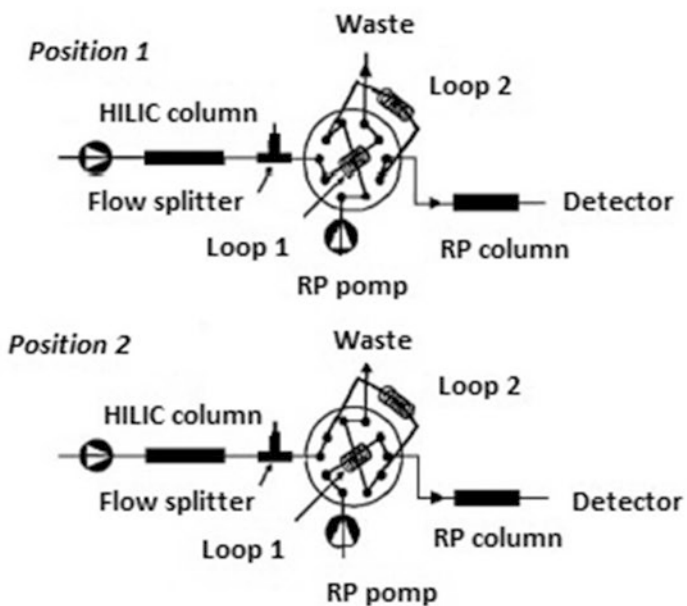 Waste
Position 1
Loop 2
HILIC column
Flow splitter
Detector
Loop 1
RP column
RP pomp
Waste
Position 2
Loop 2
HILIC column
Flow splitter
Detector
Loop 1
RP column
RP pomp